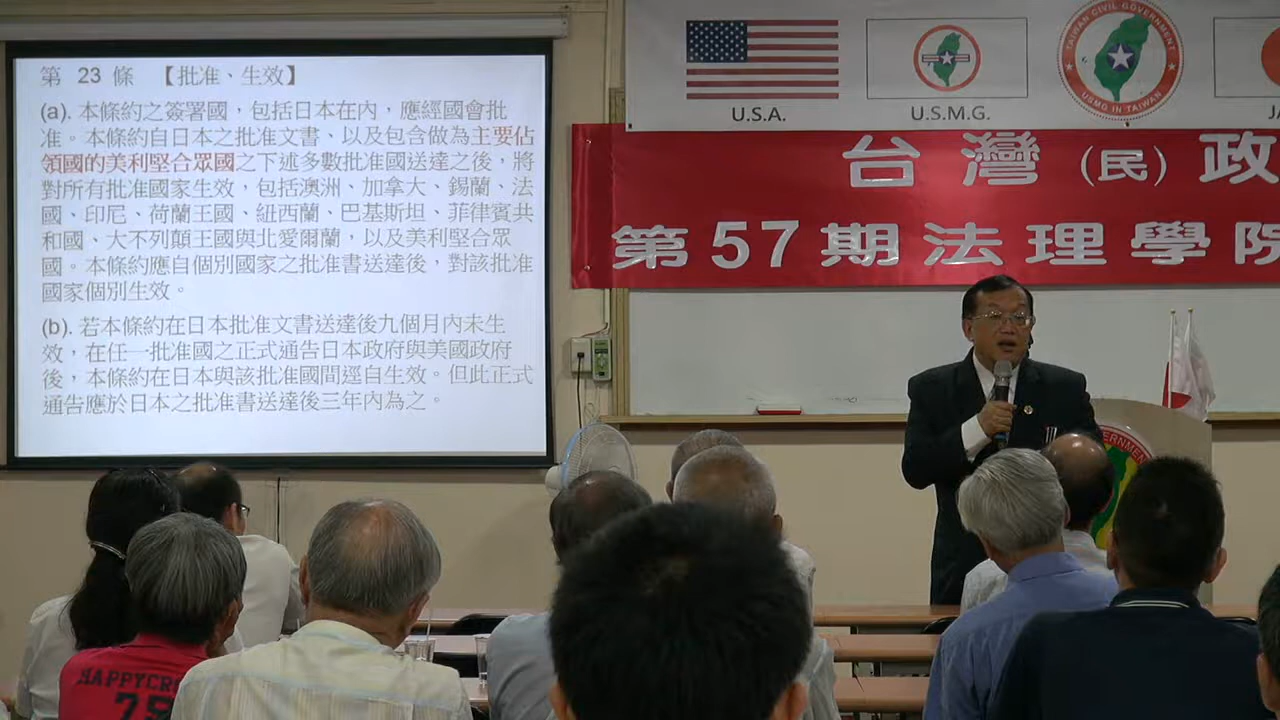 第 23 條 【批准、生效】
(a). 本條約之簽署國，包括日本在內，應經國會批
准。本條約自日本之批准文書、以及包含做為主要佔
領國的美利堅合眾國之下述多數批准國送達之後，將
對所有批准國家生效，包括澳洲、加拿大、錫蘭、法
國、印尼、荷蘭王國、紐西蘭、巴基斯坦、菲律賓共
和國、大不列顛王國與北愛爾蘭，以及美利堅合眾
國。本條約應自個別國家之批准書送達後，對該批准
國家個別生效。
(b). 若本條約在日本批准文書送達後九個月內未生
效，在任一批准國之正式通告日本政府與美國政府
後，本條約在日本與該批准國間逕自生效。但此正式
通告應於日本之批准書送達後三年內為之。
U.S.A.
U.S.M.G.
TAIWAN CIVIL GOVERNMENT
USMG IN TAIWAN
JA
台灣(民)政
第57期法理學院
HAPPYCR
75